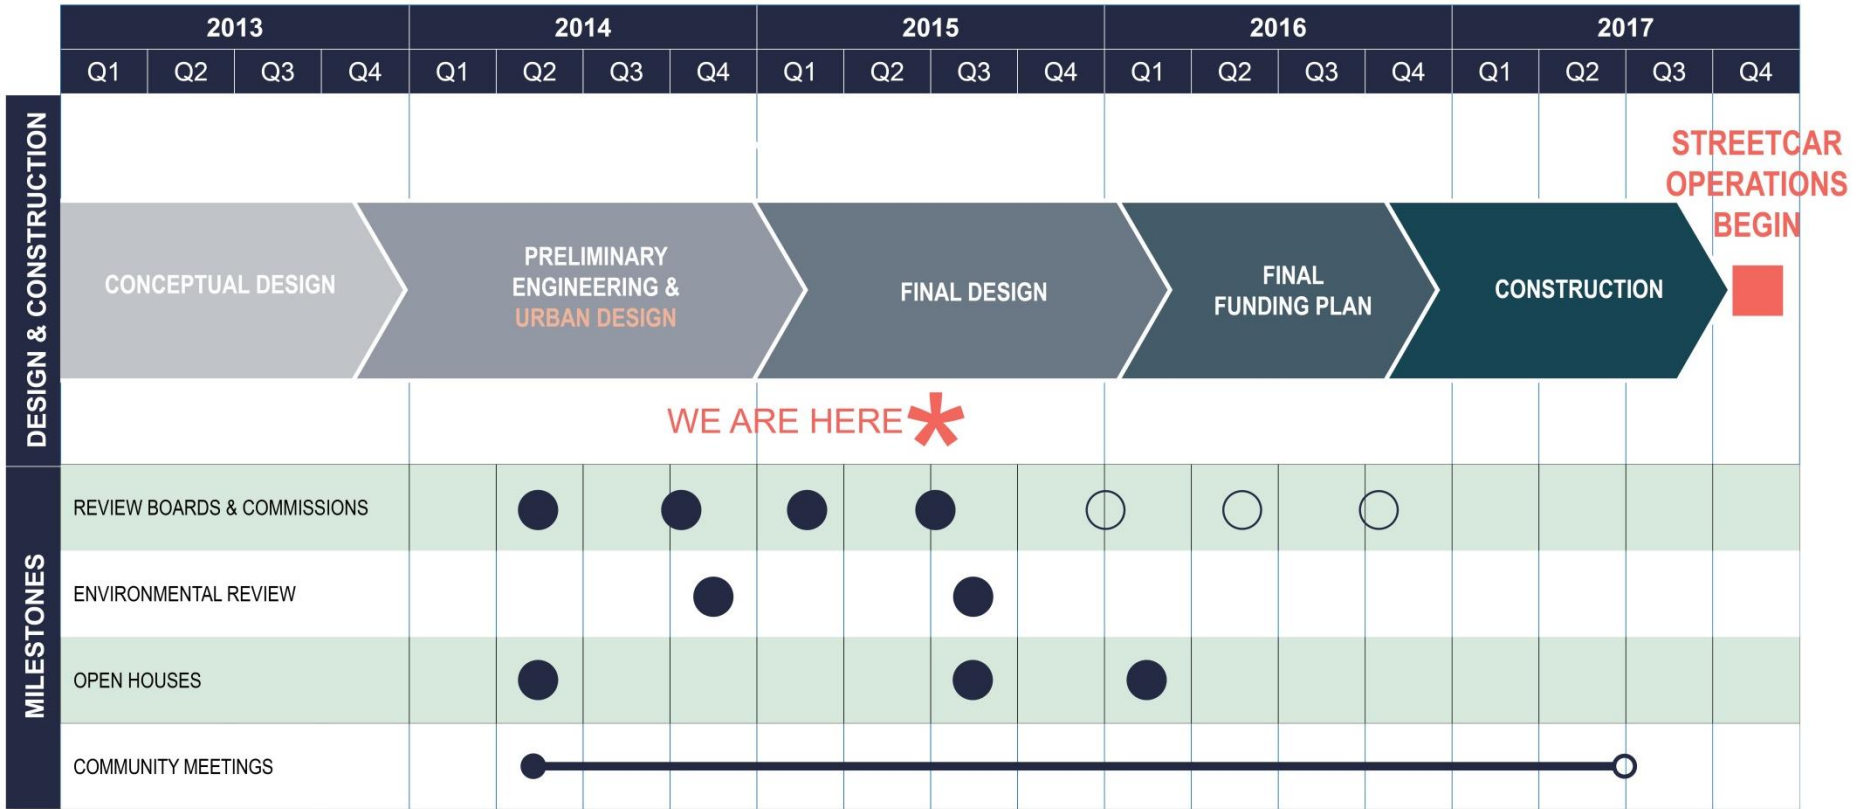 2013 2014 2015 2016 2017
Q1 Q2 Q3 Q4 Q1 Q2 Q3 Q4 Q1 Q2 Q3 Q4 Q1 Q2 Q3 Q4 Q1 Q2 Q3 Q4
DESIGN & CONSTRUCTION
STREETCAR
OPERATIONS
BEGIN
CONCEPTUAL DESIGN
PRELIMINARY
ENGINEERING &
URBAN DESIGN
FINAL DESIGN
FINAL
FUNDING PLAN
CONSTRUCTION
WE ARE HERE *
MILESTONES
REVIEW BOARDS & COMMISSIONS
ENVIRONMENTAL REVIEW
OPEN HOUSES
COMMUNITY MEETINGS